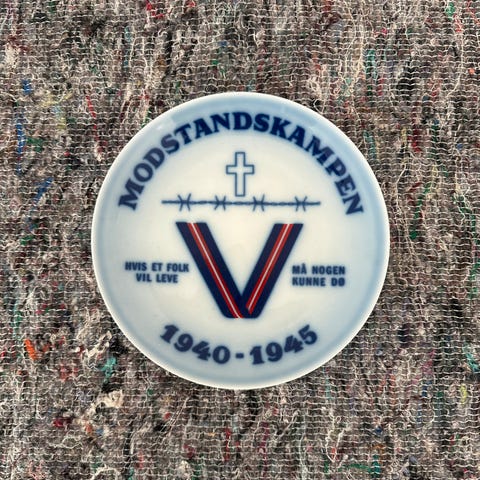 MODSTANDSKAMPEN
HVIS ET FOLK
VIL LEVE
V
MÅ NOGEN
KUNNE DØ
1940-1945